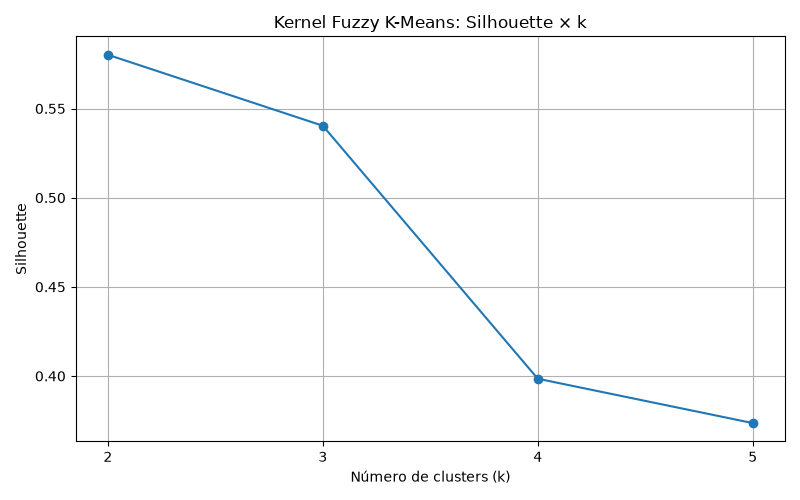 Kernel Fuzzy K-Means: Silhouette × k
0.55
0.50
0.45
0.40
Silhouette
2 3 4 5
Número de clusters (k)